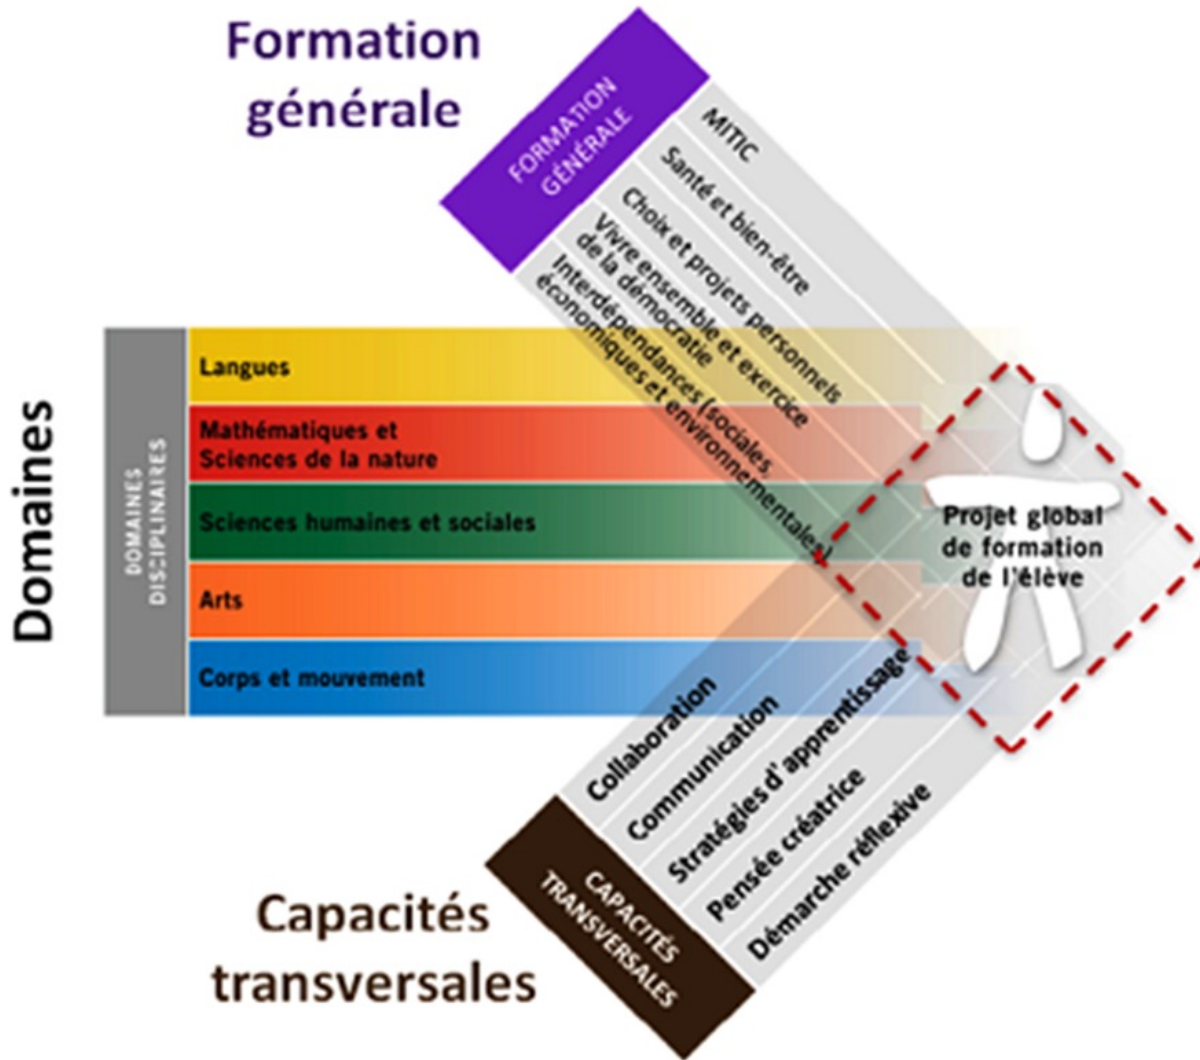 Formation
générale
FORMATION
GÉNÉRALE
MITIC
Santé et bien-être
Choix et projets personnels
Vivre ensemble et exercice
de la démocratie
Interdépendances (sociales
économiques et environnementales)
Domaines
DOMAINES
DISCIPLINAIRES
Langues
Mathématiques et
Sciences de la nature
Sciences humaines et sociales
Arts
Corps et mouvement
Projet global
de formation
de l'élève
Collaboration
Communication
Stratégies d'apprentissage
Pensée créatrice
Démarche réflexive
CAPACITÉS
TRANSVERSALES
Capacités
transversales